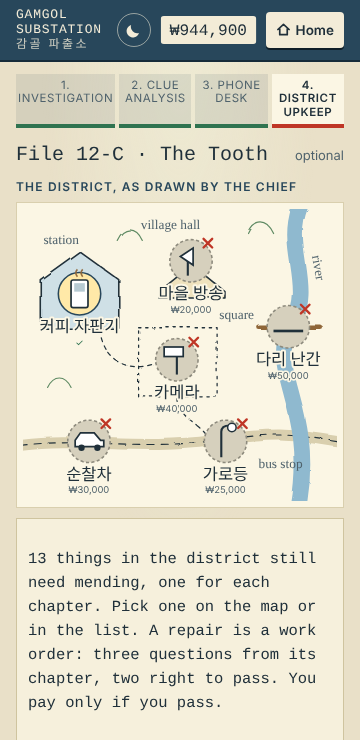 GAMGOL
SUBSTATION
감골 파출소
₩944,900
Home
1.
INVESTIGATION
2. CLUE
ANALYSIS
3. PHONE
DESK
4.
DISTRICT
UPKEEP
File 12-C · The Tooth
optional
THE DISTRICT, AS DRAWN BY THE CHIEF
village hall
station
river
마을 방송
₩20,000
square
커피 자판기
다리 난간
₩50,000
카메라
₩40,000
순찰차
₩30,000
가로등
₩25,000
bus stop
13 things in the district still
need mending, one for each
chapter. Pick one on the map or
in the list. A repair is a work
order: three questions from its
chapter, two right to pass. You
pay only if you pass.